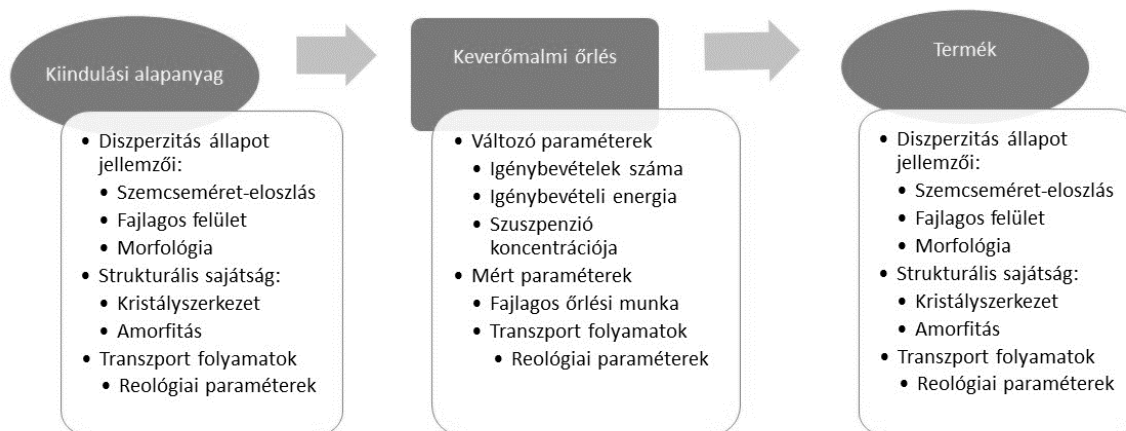 Kiindulási alapanyag
• Diszperzitás állapot
jellemzői:
• Szemcseméret-eloszlás
• Fajlagos felület
• Morfológia
• Strukturális sajátság:
• Kristályszerkezet
• Amorfitás
• Transzport folyamatok
• Reológiai paraméterek
Keverőmalmi őrlés
• Változó paraméterek
• Igénybevételek száma
• Igénybevételi energia
• Szuszpenzió
koncentrációja
• Mért paraméterek
• Fajlagos őrlési munka
• Transzport folyamatok
• Reológiai paraméterek
Termék
• Diszperzitás állapot
jellemzői:
• Szemcseméret-eloszlás
• Fajlagos felület
• Morfológia
• Strukturális sajátság:
• Kristályszerkezet
• Amorfitás
• Transzport folyamatok
• Reológiai paraméterek